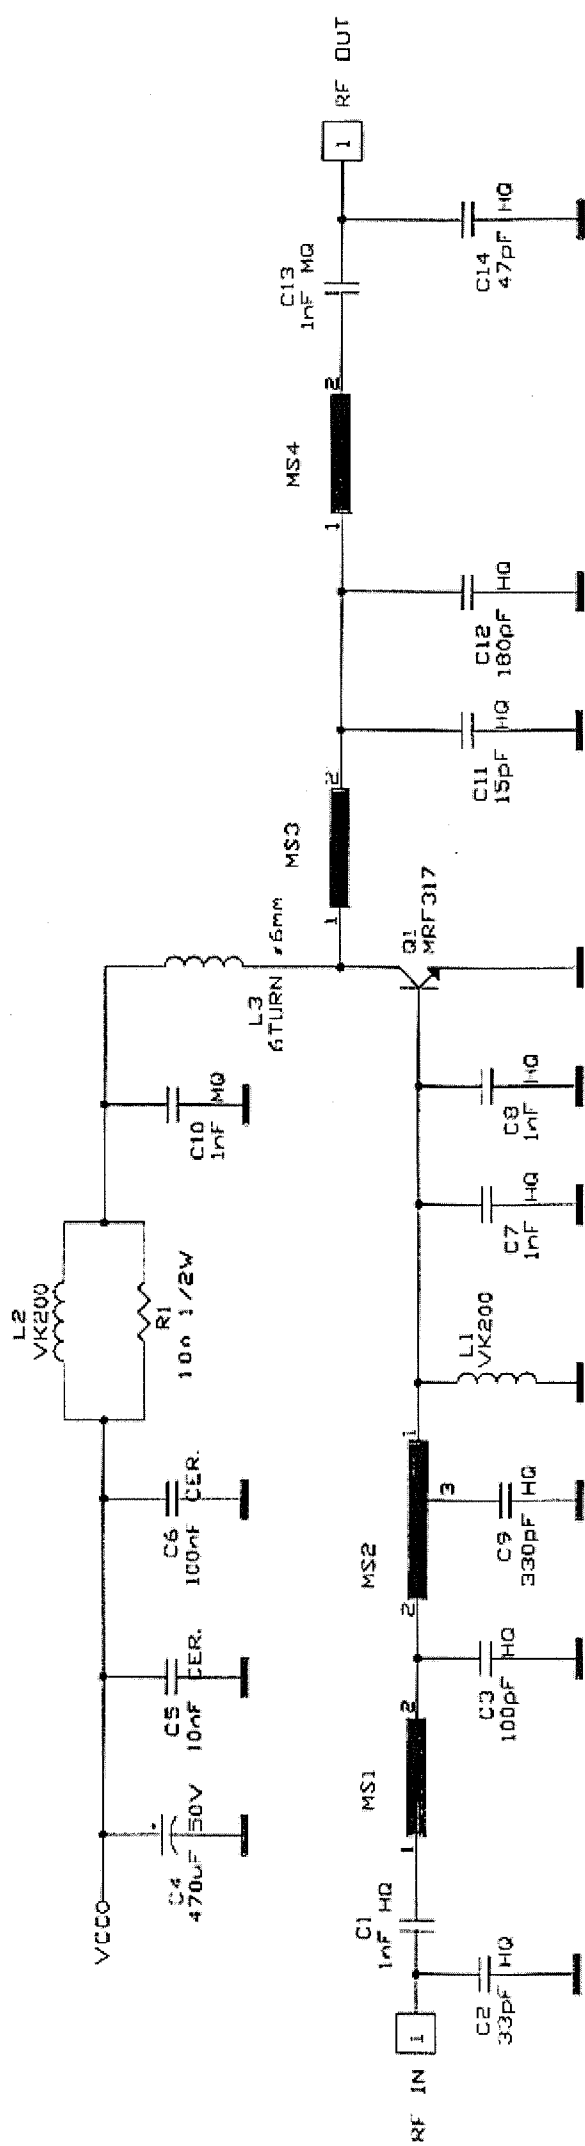 VCCO
C4
470uF 50V
C5
10nF CER.
C6
100nF CER.
L2
VK200
R1
10Ω 1/2W
C10
1nF MQ
L3
6TURN ⌀6mm
RF IN
1
C2
33pF HQ
C1
1nF HQ
1
MS1
2
C3
100pF HQ
2
MS2
1
3
C9
330pF HQ
L1
VK200
C7
1nF HQ
C8
1nF HQ
Q1
MRF317
1
MS3
2
C11
15pF HQ
C12
180pF HQ
1
MS4
2
C13
1nF MQ
C14
47pF MQ
1
RF OUT